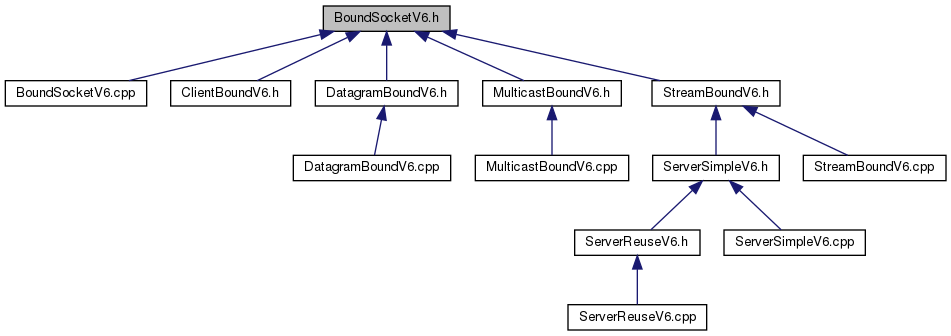 BoundSocketV6.h
BoundSocketV6.cpp
ClientBoundV6.h
DatagramBoundV6.h
MulticastBoundV6.h
StreamBoundV6.h
DatagramBoundV6.cpp
MulticastBoundV6.cpp
ServerSimpleV6.h
StreamBoundV6.cpp
ServerReuseV6.h
ServerSimpleV6.cpp
ServerReuseV6.cpp